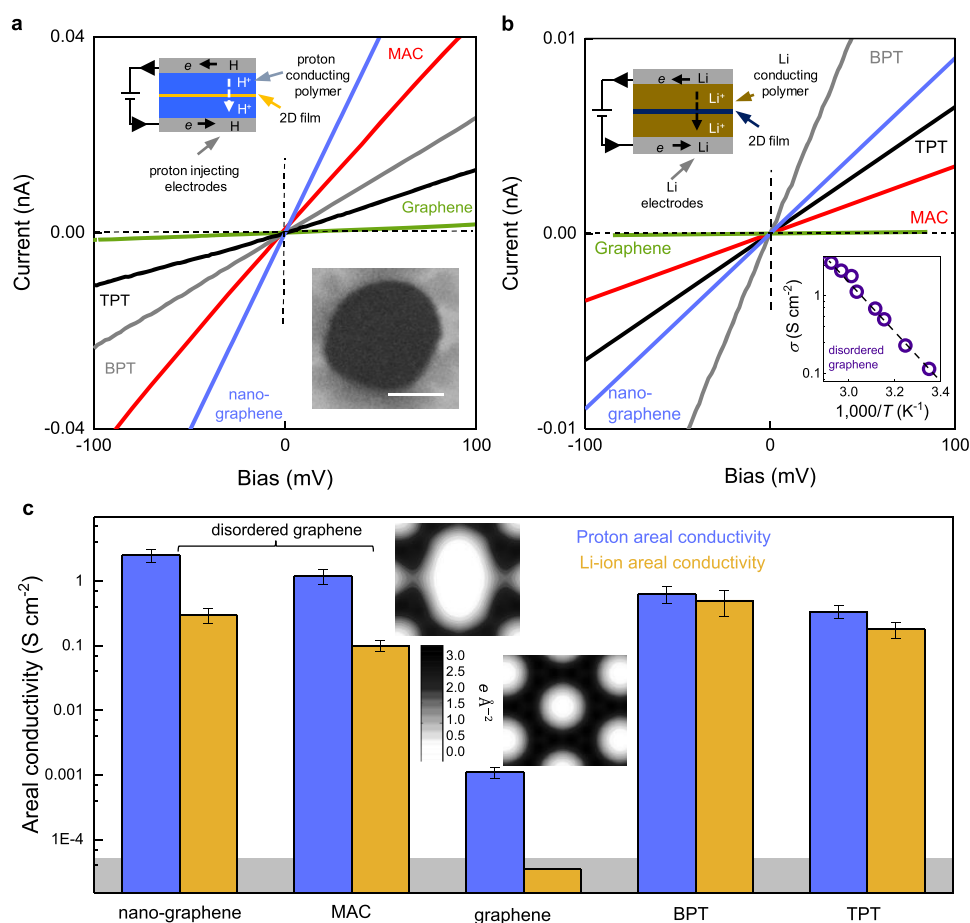 a
0.04
0.00
-0.04
Current (nA)
-100
0
100
Bias (mV)
e
H
H⁺
H⁺
e
H
proton
conducting
polymer
2D film
proton injecting
electrodes
MAC
Graphene
TPT
BPT
nano-
graphene
b
0.01
0.00
-0.01
Current (nA)
-100
0
100
Bias (mV)
e
Li
Li⁺
Li⁺
e
Li
Li
conducting
polymer
2D film
Li
electrodes
BPT
TPT
MAC
Graphene
nano-
graphene
σ (S cm⁻²)
1
0.1
disordered
graphene
3.0
3.2
3.4
1,000/T (K⁻¹)
c
disordered graphene
Proton areal conductivity
Li-ion areal conductivity
Areal conductivity (S cm⁻²)
1
0.1
0.01
0.001
1E-4
3.0
2.5
2.0
1.5
1.0
0.5
0.0
e Å⁻²
nano-graphene
MAC
graphene
BPT
TPT